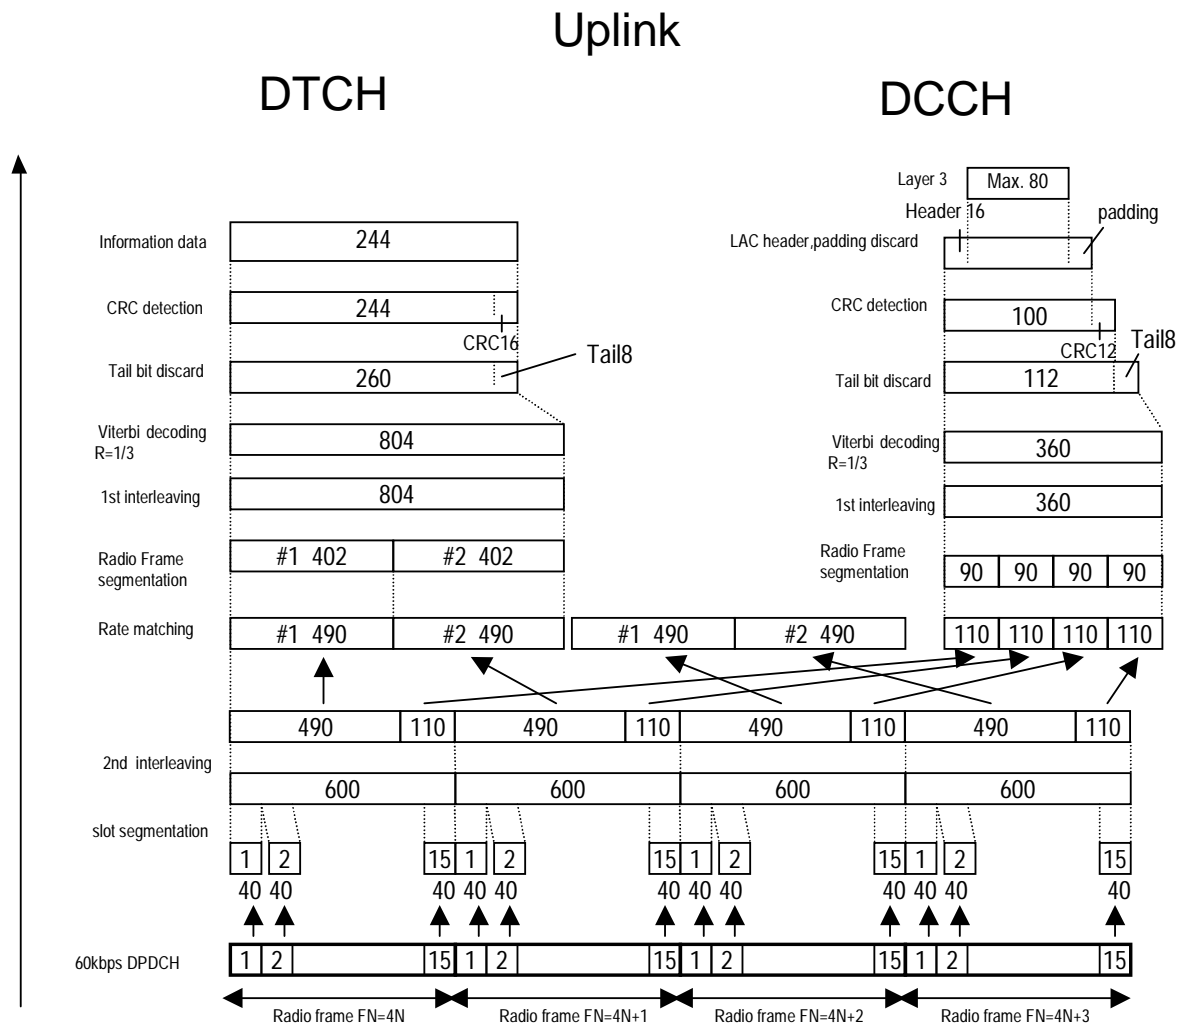 Uplink
DTCH
DCCH
Layer 3
Max. 80
Header 16
padding
Information data
244
LAC header,padding discard
CRC detection
244
CRC16
CRC detection
100
CRC12
Tail8
Tail8
Tail bit discard
260
Tail bit discard
112
Viterbi decoding
R=1/3
804
Viterbi decoding
R=1/3
360
1st interleaving
804
1st interleaving
360
Radio Frame
segmentation
#1 402
#2 402
Radio Frame
segmentation
90 90 90 90
Rate matching
#1 490
#2 490
#1 490
#2 490
110 110 110 110
490 110 490 110 490 110 490 110
2nd interleaving
600 600 600 600
slot segmentation
1 2 15 1 2 15 1 2 15 1 2 15
40 40 40 40 40 40 40 40 40 40 40 40
60kbps DPDCH
1 2 15 1 2 15 1 2 15 1 2 15
Radio frame FN=4N
Radio frame FN=4N+1
Radio frame FN=4N+2
Radio frame FN=4N+3